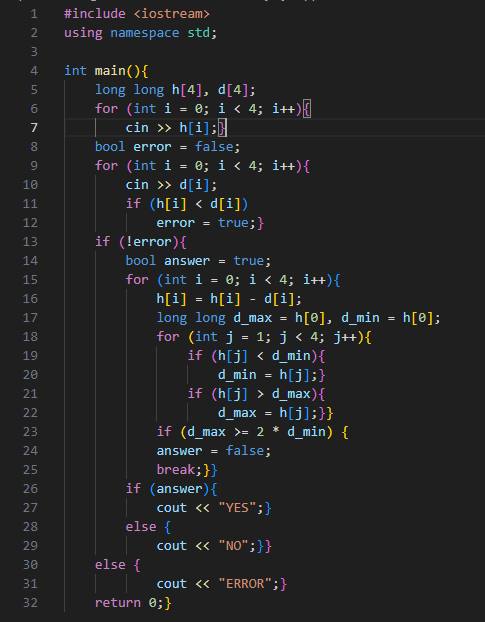 1 #include <iostream>
2 using namespace std;
3
4 int main(){
5 long long h[4], d[4];
6 for (int i = 0; i < 4; i++){
7 cin >> h[i];}
8 bool error = false;
9 for (int i = 0; i < 4; i++){
10 cin >> d[i];
11 if (h[i] < d[i])
12 error = true;}
13 if (!error){
14 bool answer = true;
15 for (int i = 0; i < 4; i++){
16 h[i] = h[i] - d[i];
17 long long d_max = h[0], d_min = h[0];
18 for (int j = 1; j < 4; j++){
19 if (h[j] < d_min){
20 d_min = h[j];}
21 if (h[j] > d_max){
22 d_max = h[j];}}
23 if (d_max >= 2 * d_min) {
24 answer = false;
25 break;}}
26 if (answer){
27 cout << "YES";}
28 else {
29 cout << "NO";}}
30 else {
31 cout << "ERROR";}
32 return 0;}